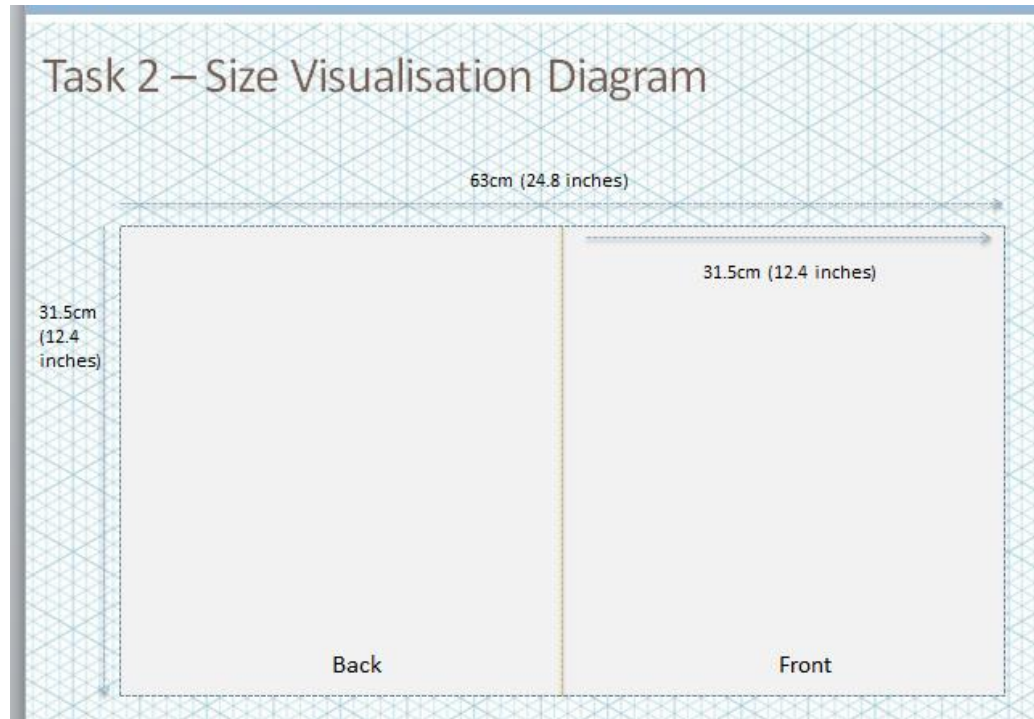 Task 2 – Size Visualisation Diagram
63cm (24.8 inches)
31.5cm (12.4 inches)
31.5cm
(12.4
inches)
Back
Front